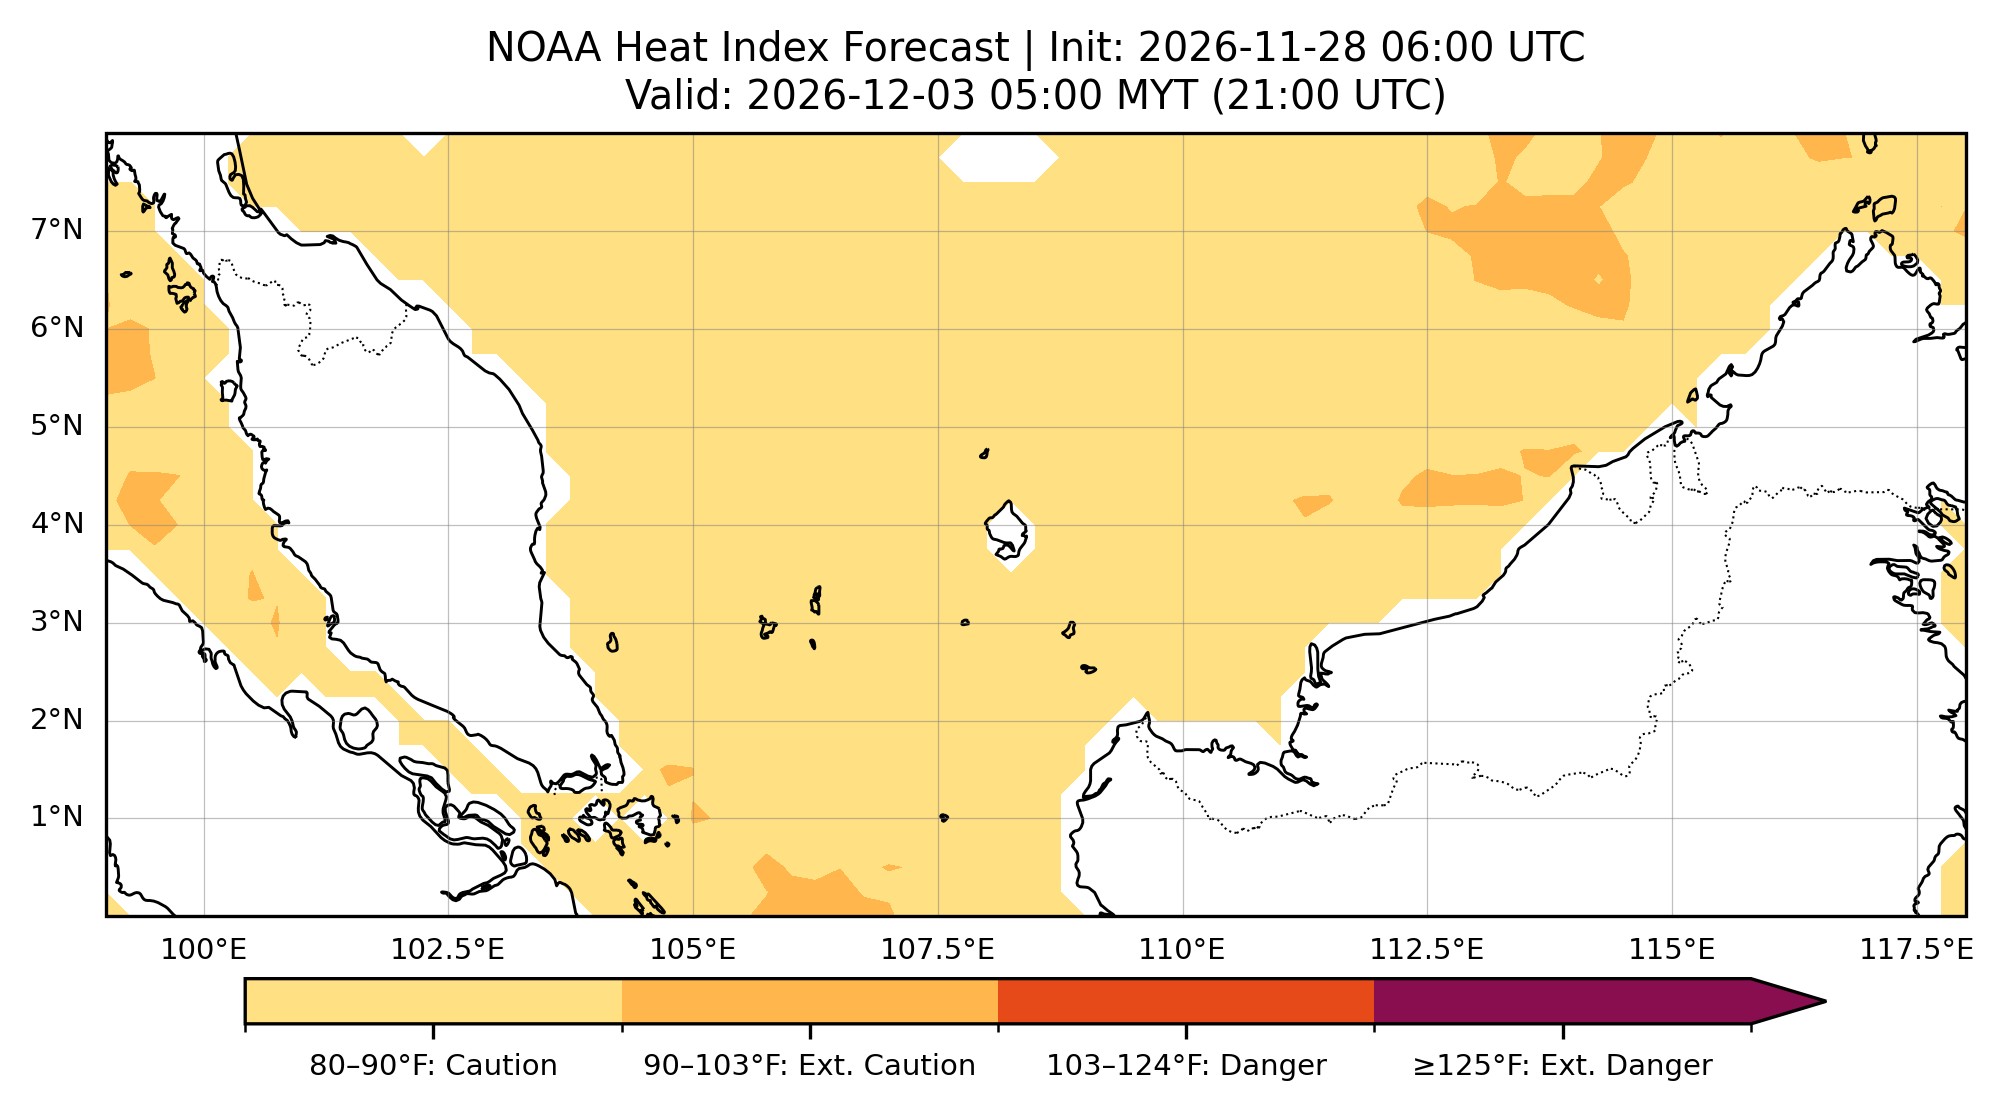 NOAA Heat Index Forecast | Init: 2026-11-28 06:00 UTC
Valid: 2026-12-03 05:00 MYT (21:00 UTC)
7°N
6°N
5°N
4°N
3°N
2°N
1°N
100°E
102.5°E
105°E
107.5°E
110°E
112.5°E
115°E
117.5°E
80–90°F: Caution
90–103°F: Ext. Caution
103–124°F: Danger
≥125°F: Ext. Danger